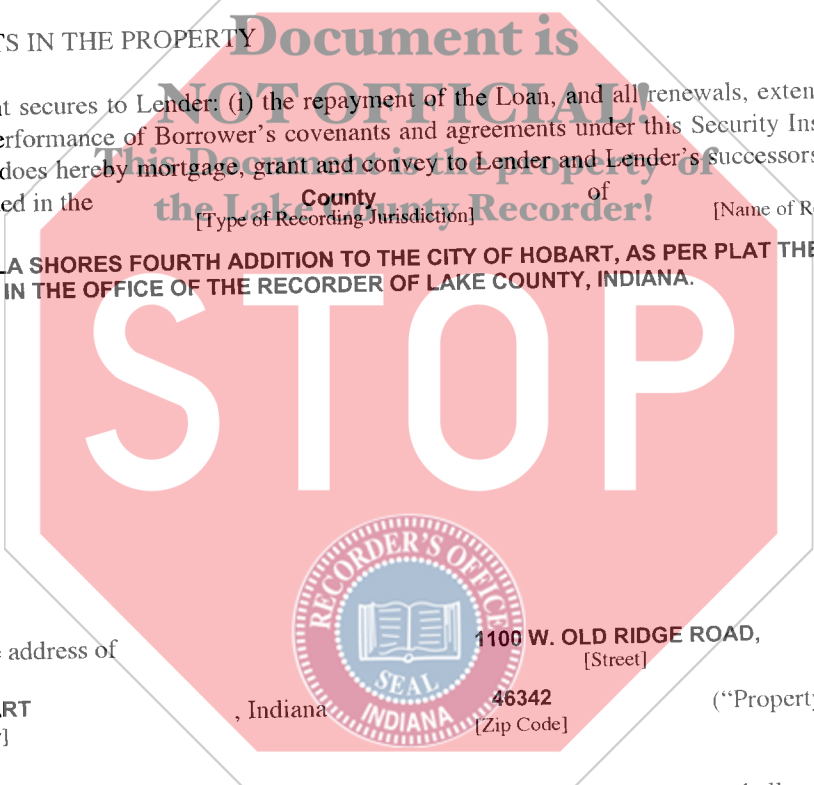 TS IN THE PROPERTY
Document is
NOT OFFICIAL!
nt secures to Lender: (i) the repayment of the Loan, and all renewals, exten
erformance of Borrower's covenants and agreements under this Security Ins
This Document is the property of
does hereby mortgage, grant and convey to Lender and Lender's successors
ed in the County of
the Lake County Recorder!
[Type of Recording Jurisdiction] [Name of Re
LA SHORES FOURTH ADDITION TO THE CITY OF HOBART, AS PER PLAT THE
IN THE OFFICE OF THE RECORDER OF LAKE COUNTY, INDIANA.
STOP
RECORDER'S OFFICE
SEAL
INDIANA
address of 1100 W. OLD RIDGE ROAD,
[Street]
ART , Indiana 46342 ("Property
[Zip Code]